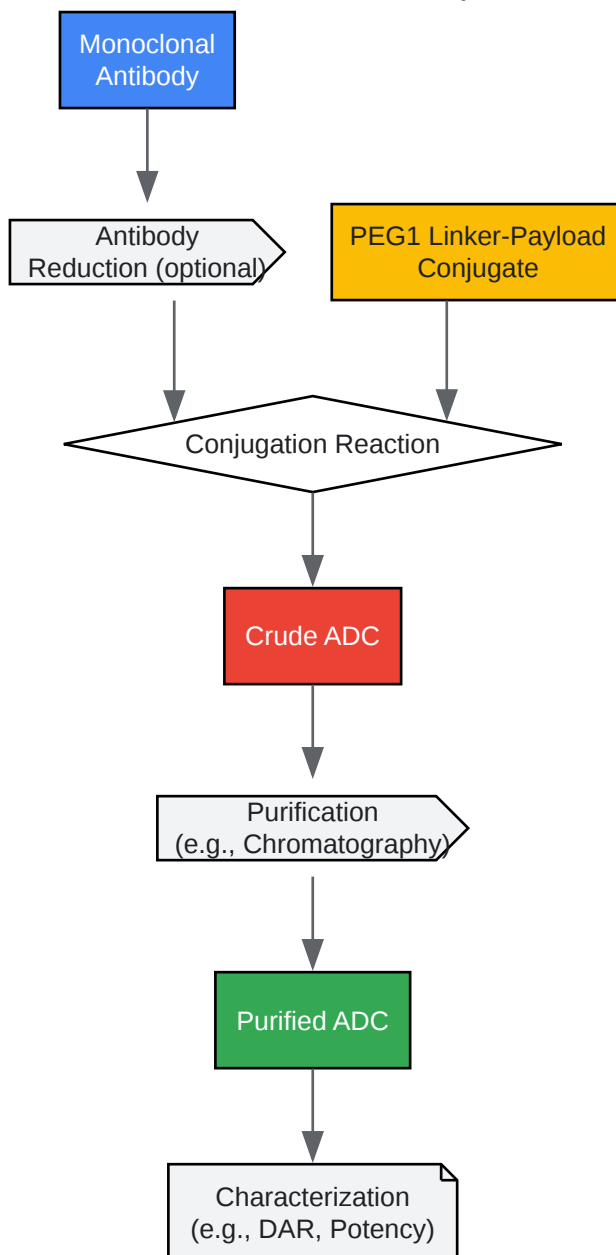 Monoclonal
Antibody
Antibody
Reduction (optional)
PEG1 Linker-Payload
Conjugate
Conjugation Reaction
Crude ADC
Purification
(e.g., Chromatography)
Purified ADC
Characterization
(e.g., DAR, Potency)